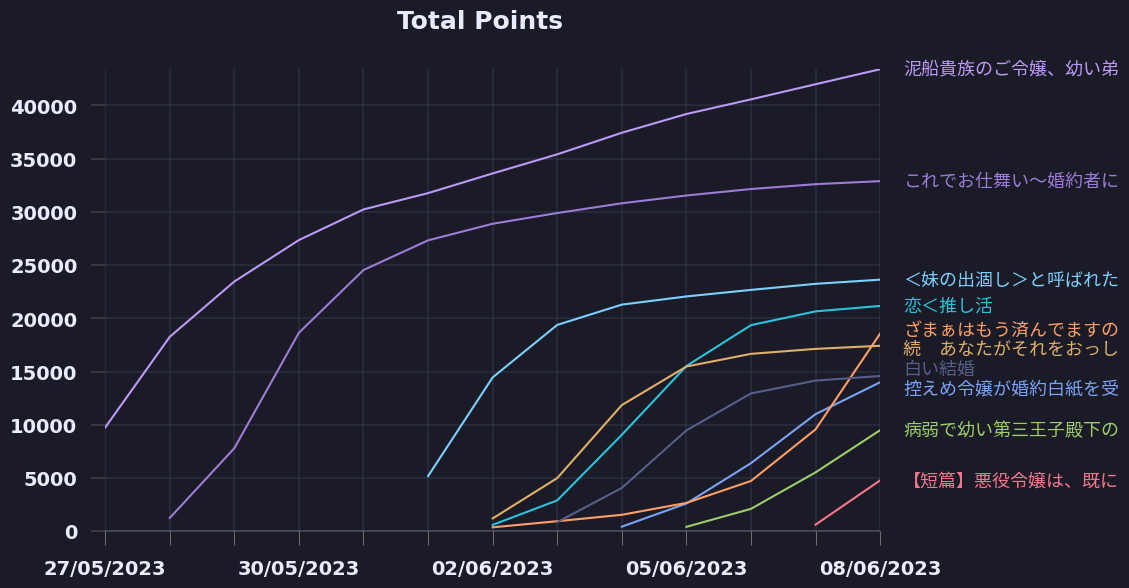 Total Points
40000
35000
30000
25000
20000
15000
10000
5000
0
27/05/2023
30/05/2023
02/06/2023
05/06/2023
08/06/2023
泥船貴族のご令嬢、幼い弟
これでお仕舞い～婚約者に
＜妹の出涸し＞と呼ばれた
恋＜推し活
ざまぁはもう済んでますの
続　あなたがそれをおっし
白い結婚
控えめ令嬢が婚約白紙を受
病弱で幼い第三王子殿下の
【短篇】悪役令嬢は、既に